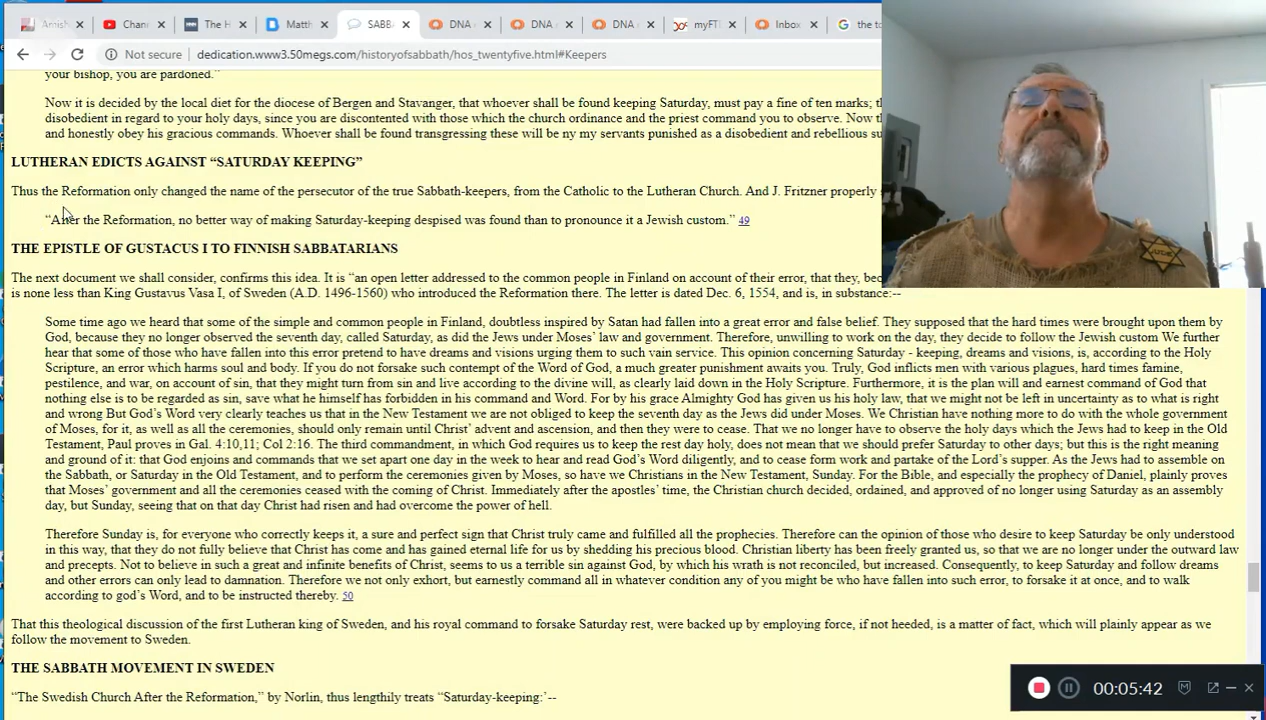 Amish
Chan
The H
Matth
SABB
DNA
DNA
DNA
myFT
Inbox
the to
Not secure
dedication.www3.50megs.com/historyofsabbath/hos_twentyfive.html#Keepers
your bishop, you are pardoned.”
Now it is decided by the local diet for the diocese of Bergen and Stavanger, that whoever shall be found keeping Saturday, must pay a fine of ten marks; th
disobedient in regard to your holy days, since you are discontented with those which the church ordinance and the priest command you to observe. Now th
and honestly obey his gracious commands. Whoever shall be found transgressing these will be ny my servants punished as a disobedient and rebellious su
LUTHERAN EDICTS AGAINST “SATURDAY KEEPING”
Thus the Reformation only changed the name of the persecutor of the true Sabbath-keepers, from the Catholic to the Lutheran Church. And J. Fritzner properly s
“After the Reformation, no better way of making Saturday-keeping despised was found than to pronounce it a Jewish custom.” 49
THE EPISTLE OF GUSTACUS I TO FINNISH SABBATARIANS
The next document we shall consider, confirms this idea. It is “an open letter addressed to the common people in Finland on account of their error, that they, bec
is none less than King Gustavus Vasa I, of Sweden (A.D. 1496-1560) who introduced the Reformation there. The letter is dated Dec. 6, 1554, and is, in substance:--
Some time ago we heard that some of the simple and common people in Finland, doubtless inspired by Satan had fallen into a great error and false belief. They supposed that the hard times were brought upon them by
God, because they no longer observed the seventh day, called Saturday, as did the Jews under Moses’ law and government. Therefore, unwilling to work on the day, they decide to follow the Jewish custom We further
hear that some of those who have fallen into this error pretend to have dreams and visions urging them to such vain service. This opinion concerning Saturday - keeping, dreams and visions, is, according to the Holy
Scripture, an error which harms soul and body. If you do not forsake such contempt of the Word of God, a much greater punishment awaits you. Truly, God inflicts men with various plagues, hard times, famine,
pestilence, and war, on account of sin, that they might turn from sin and live according to the divine will, as clearly laid down in the Holy Scripture. Furthermore, it is the plan will and earnest command of God that
nothing else is to be regarded as sin, save what he himself has forbidden in his command and Word. For by his grace Almighty God has given us his holy law, that we might not be left in uncertainty as to what is right
and wrong But God’s Word very clearly teaches us that in the New Testament we are not obliged to keep the seventh day as the Jews did under Moses. We Christian have nothing more to do with the whole government
of Moses, for it, as well as all the ceremonies, should only remain until Christ’ advent and ascension, and then they were to cease. That we no longer have to observe the holy days which the Jews had to keep in the Old
Testament, Paul proves in Gal. 4:10,11; Col 2:16. The third commandment, in which God requires us to keep the rest day holy, does not mean that we should prefer Saturday to other days; but this is the right meaning
and ground of it: that God enjoins and commands that we set apart one day in the week to hear and read God’s Word diligently, and to cease form work and partake of the Lord’s supper. As the Jews had to assemble on
the Sabbath, or Saturday in the Old Testament, and to perform the ceremonies given by Moses, so have we Christians in the New Testament, Sunday. For the Bible, and especially the prophecy of Daniel, plainly proves
that Moses’ government and all the ceremonies ceased with the coming of Christ. Immediately after the apostles’ time, the Christian church decided, ordained, and approved of no longer using Saturday as an assembly
day, but Sunday, seeing that on that day Christ had risen and had overcome the power of hell.
Therefore Sunday is, for everyone who correctly keeps it, a sure and perfect sign that Christ truly came and fulfilled all the prophecies. Therefore can the opinion of those who desire to keep Saturday be only understood
in this way, that they do not fully believe that Christ has come and has gained eternal life for us by shedding his precious blood. Christian liberty has been freely granted us, so that we are no longer under the outward law
and precepts. Not to believe in such a great and infinite benefits of Christ, seems to us a terrible sin against God, by which his wrath is not reconciled, but increased. Consequently, to keep Saturday and follow dreams
and other errors can only lead to damnation. Therefore we not only exhort, but earnestly command all in whatever condition any of you might be who have fallen into such error, to forsake it at once, and to walk
according to god’s Word, and to be instructed thereby. 50
That this theological discussion of the first Lutheran king of Sweden, and his royal command to forsake Saturday rest, were backed up by employing force, if not heeded, is a matter of fact, which will plainly appear as we
follow the movement to Sweden.
THE SABBATH MOVEMENT IN SWEDEN
“The Swedish Church After the Reformation,” by Norlin, thus lengthily treats “Saturday-keeping:’--
00:05:42